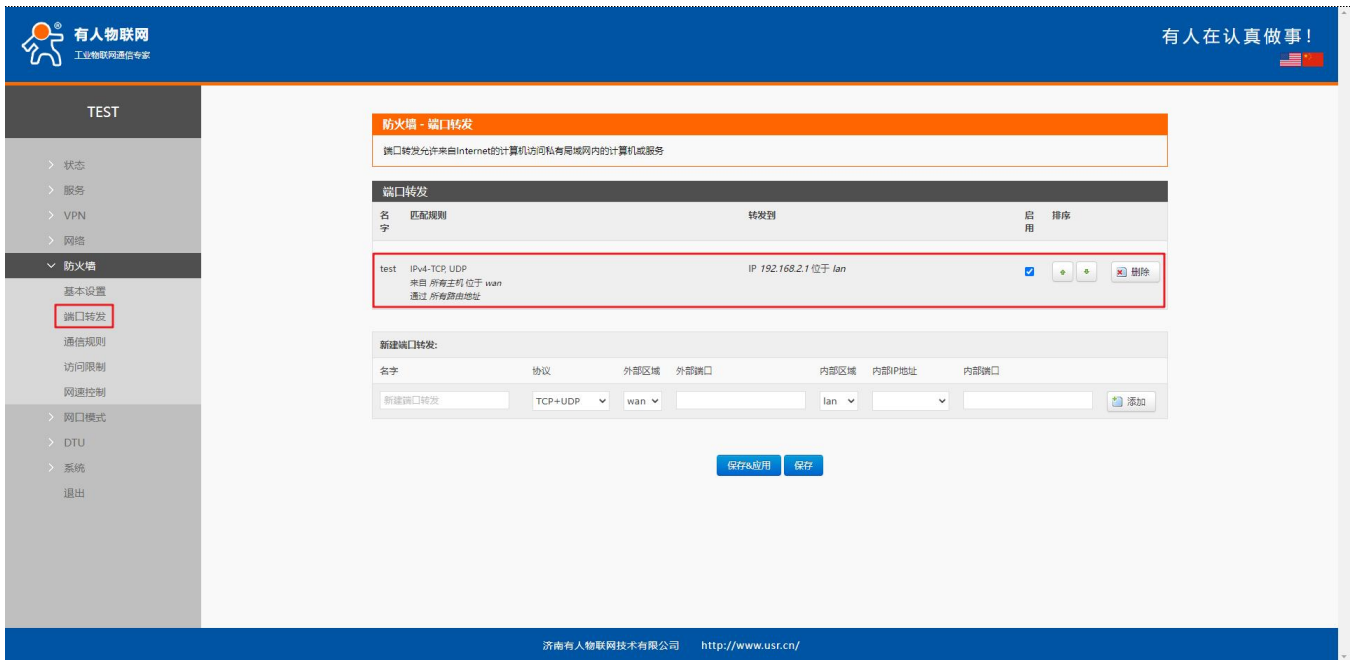 有人物联网
工业物联网通信专家
有人在认真做事！
TEST
状态
服务
VPN
网络
防火墙
基本设置
端口转发
通信规则
访问限制
网速控制
网口模式
DTU
系统
退出
防火墙 - 端口转发
端口转发允许来自Internet的计算机访问私有局域网内的计算机或服务
端口转发
名字 匹配规则 转发到 启用 排序
test IPv4-TCP, UDP IP 192.168.2.1 位于 lan 删除
来自 所有主机 位于 wan
通过 所有路由地址
新建端口转发:
名字 协议 外部区域 外部端口 内部区域 内部IP地址 内部端口
新建端口转发 TCP+UDP wan lan 添加
保存&应用 保存
济南有人物联网技术有限公司 http://www.usr.cn/